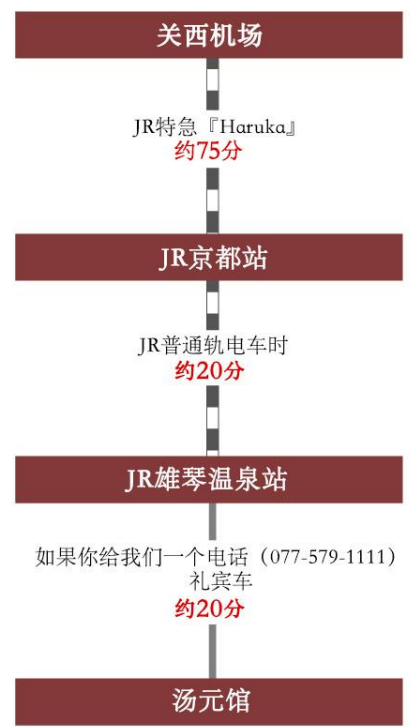 关西机场
JR特急『Haruka』
约75分
JR京都站
JR普通轨电车时
约20分
JR雄琴温泉站
如果你给我们一个电话（077-579-1111）
礼宾车
约20分
汤元馆